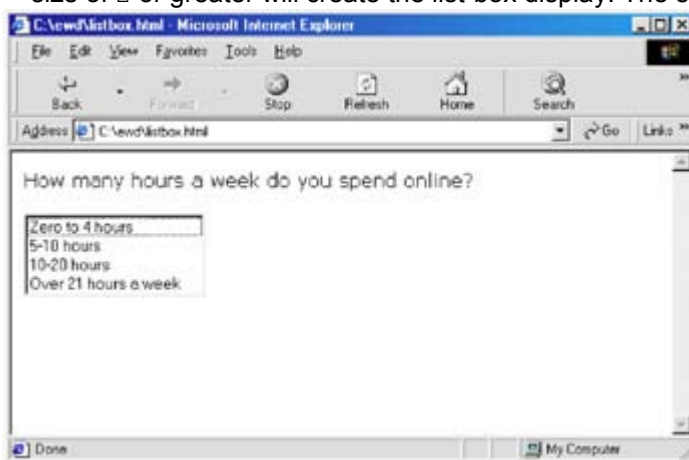 size of 2 or greater will create the list box display. The s
C:\ewd\listbox.html - Microsoft Internet Explorer
File Edit View Favorites Tools Help
Back Forward Stop Refresh Home Search »
Address C:\ewd\listbox.html Go Links »
How many hours a week do you spend online?
Zero to 4 hours
5-10 hours
10-20 hours
Over 21 hours a week
Done My Computer